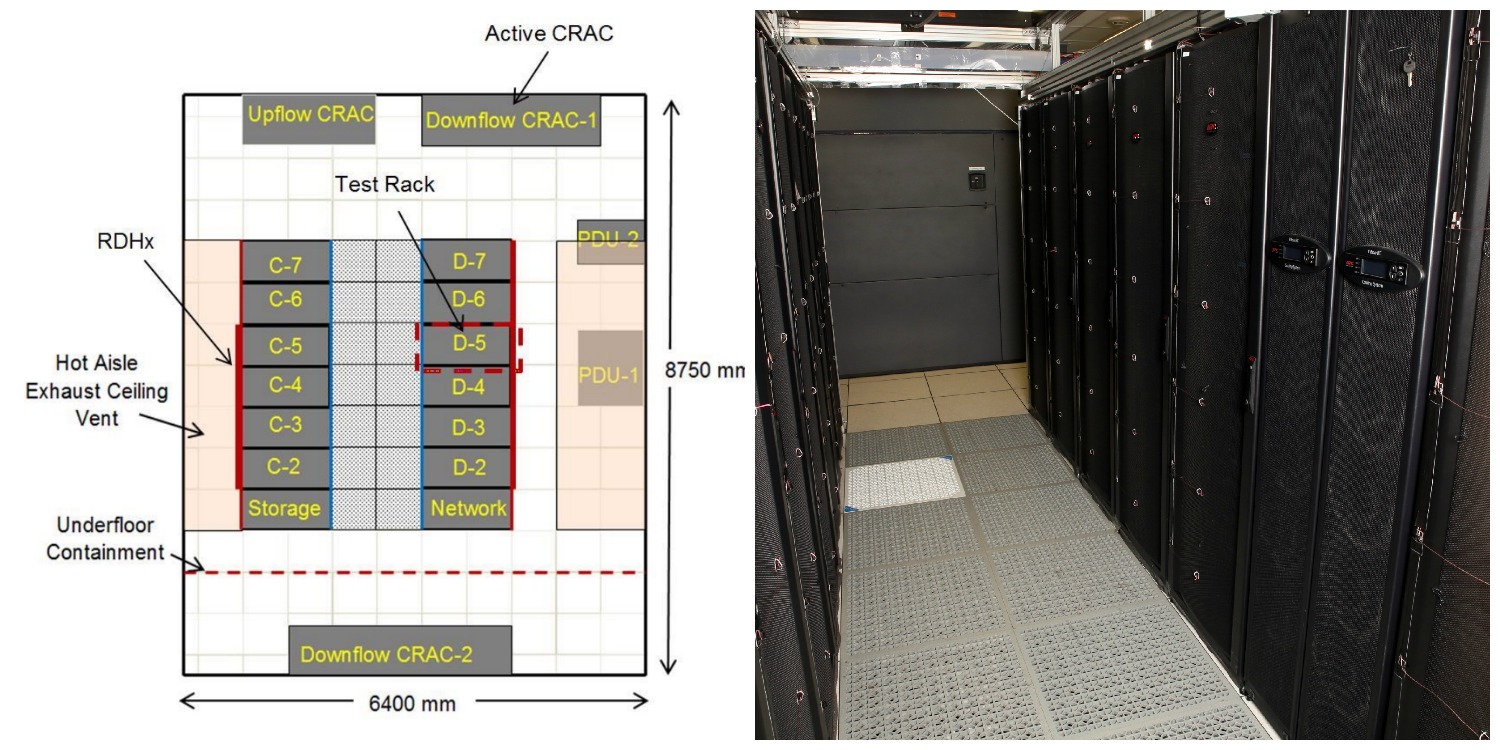 Active CRAC
Upflow CRAC
Downflow CRAC-1
Test Rack
PDU-2
RDHx
C-7
D-7
C-6
D-6
C-5
D-5
Hot Aisle
Exhaust Ceiling
Vent
8750 mm
PDU-1
C-4
D-4
C-3
D-3
C-2
D-2
Storage
Network
Underfloor
Containment
Downflow CRAC-2
6400 mm